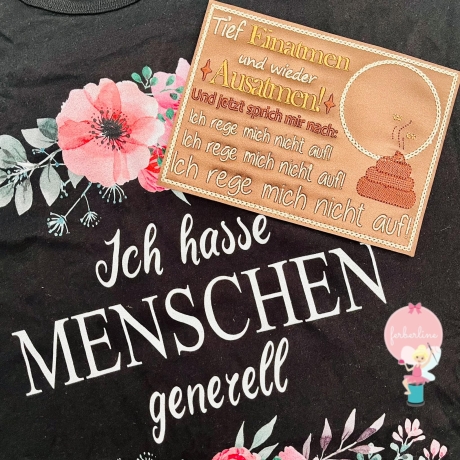 Tief Einatmen
und wieder
Ausatmen!
Und jetzt sprich mir nach:
Ich rege mich nicht auf!
Ich rege mich nicht auf!
Ich rege mich nicht auf!
Ich hasse
MENSCHEN
generell
ferkerline